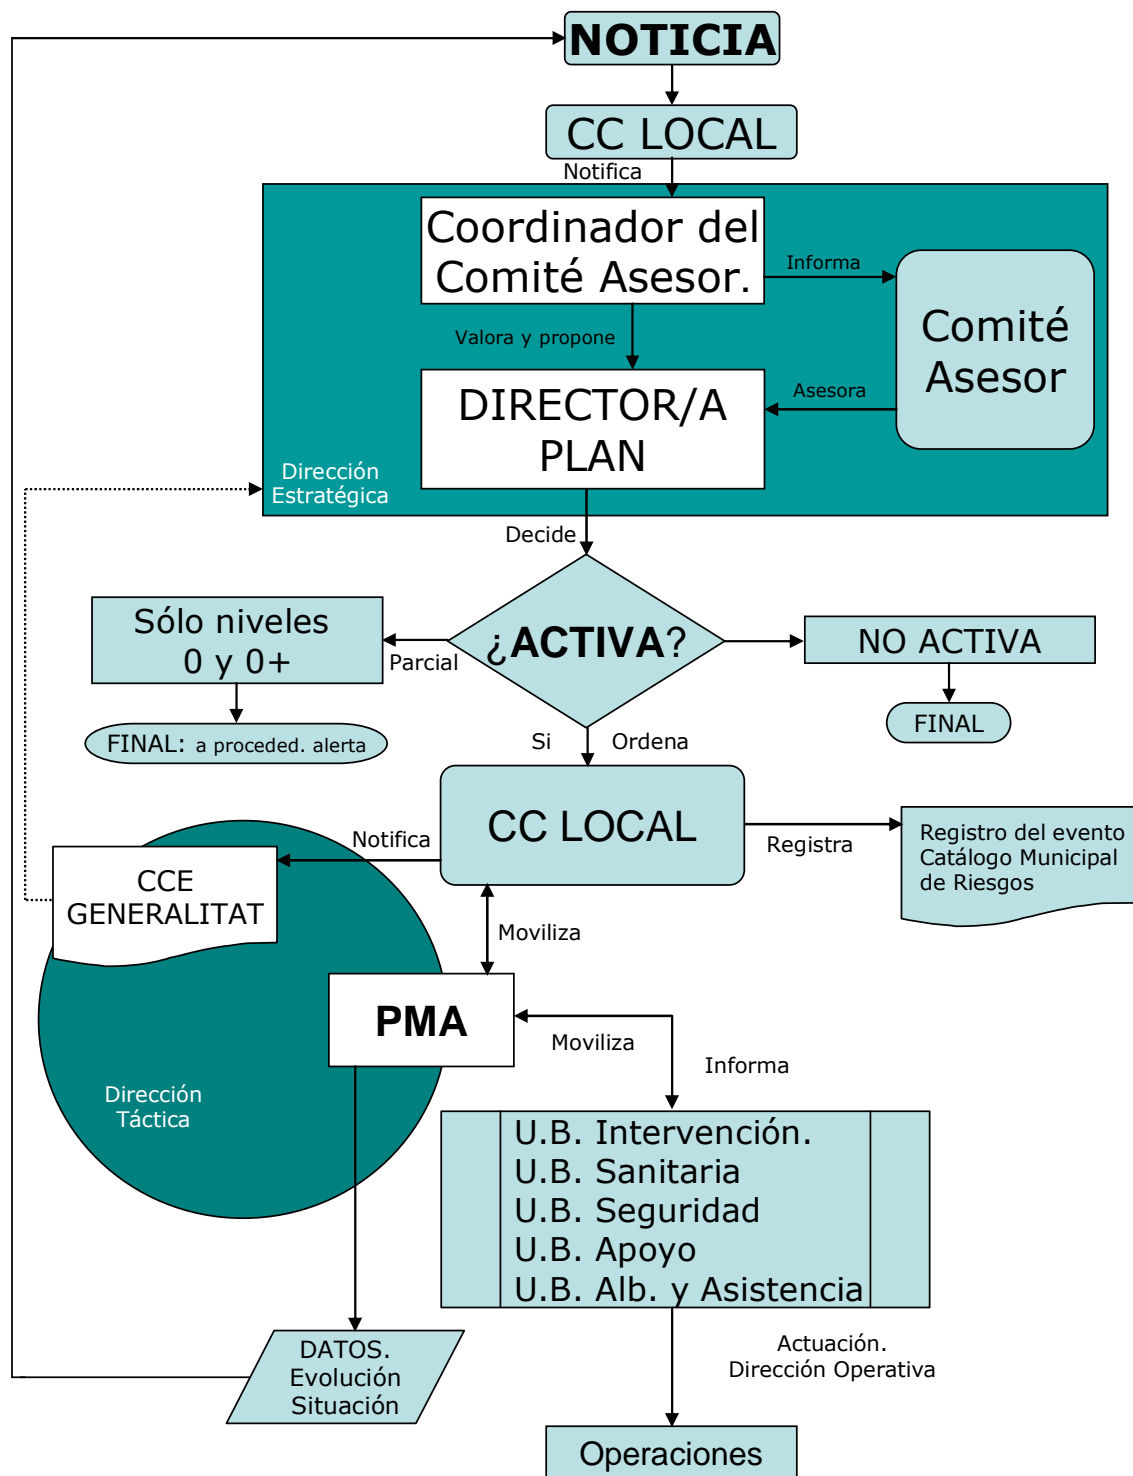 NOTICIA
CC LOCAL
Notifica
Coordinador del
Comité Asesor.
Informa
Comité
Asesor
Valora y propone
DIRECTOR/A
PLAN
Asesora
Dirección
Estratégica
Decide
¿ACTIVA?
Sólo niveles
0 y 0+
Parcial
NO ACTIVA
FINAL: a proceded. alerta
FINAL
Si
Ordena
CC LOCAL
Notifica
Registra
Registro del evento
Catálogo Municipal
de Riesgos
CCE
GENERALITAT
Moviliza
PMA
Moviliza
Informa
Dirección
Táctica
U.B. Intervención.
U.B. Sanitaria
U.B. Seguridad
U.B. Apoyo
U.B. Alb. y Asistencia
DATOS.
Evolución
Situación
Actuación.
Dirección Operativa
Operaciones